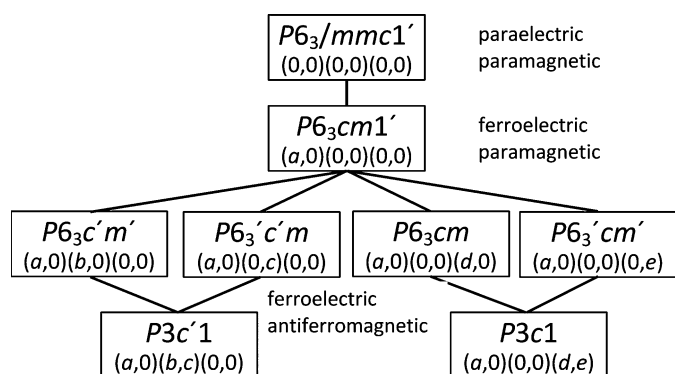 P6₃/mmc1′
(0,0)(0,0)(0,0)
paraelectric
paramagnetic
P6₃cm1′
(a,0)(0,0)(0,0)
ferroelectric
paramagnetic
P6₃c′m′
(a,0)(b,0)(0,0)
P6₃′c′m
(a,0)(0,c)(0,0)
P6₃cm
(a,0)(0,0)(d,0)
P6₃′cm′
(a,0)(0,0)(0,e)
ferroelectric
antiferromagnetic
P3c′1
(a,0)(b,c)(0,0)
P3c1
(a,0)(0,0)(d,e)